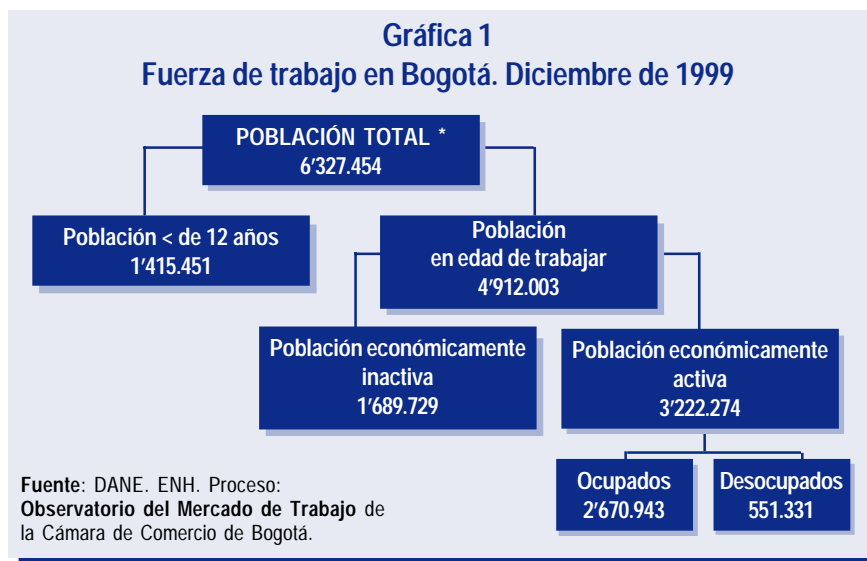 Gráfica 1
Fuerza de trabajo en Bogotá. Diciembre de 1999
POBLACIÓN TOTAL *
6'327.454
Población < de 12 años
1'415.451
Población
en edad de trabajar
4'912.003
Población económicamente
inactiva
1'689.729
Población económicamente
activa
3'222.274
Ocupados
2'670.943
Desocupados
551.331
Fuente: DANE. ENH. Proceso:
Observatorio del Mercado de Trabajo de
la Cámara de Comercio de Bogotá.